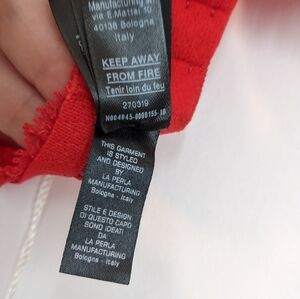 Manufacturing
via E.Mattei
40138 Bologna
Italy
KEEP AWAY
FROM FIRE
Tenir loin du feu
270319
THIS GARMENT
IS STYLED
AND DESIGNED
BY
LA PERLA
MANUFACTURING
Bologna - Italy
STILE E DESIGN
DI QUESTO CAPO
SONO IDEATI
DA
LA PERLA
MANUFACTURING
Bologna - Italy